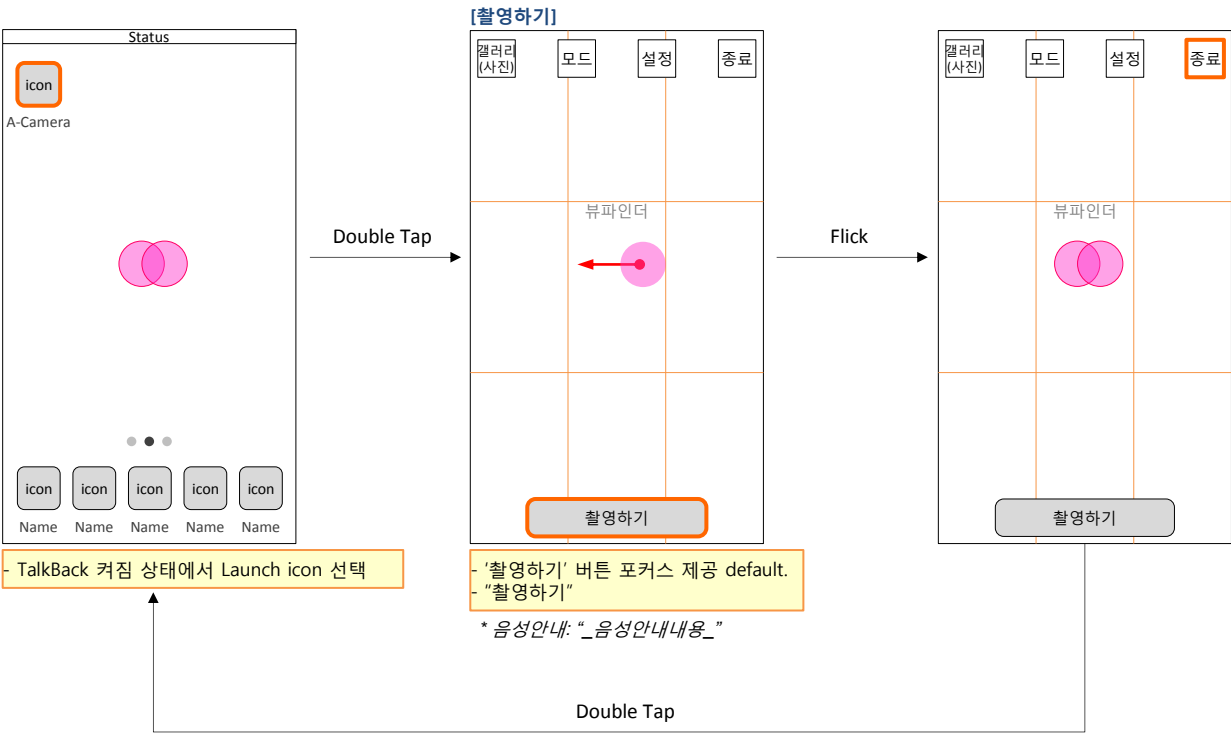 [촬영하기]
Status
icon
A-Camera
icon
icon
icon
icon
icon
Name
Name
Name
Name
Name
- TalkBack 켜짐 상태에서 Launch icon 선택
Double Tap
갤러리
(사진)
모드
설정
종료
뷰파인더
촬영하기
- ‘촬영하기’ 버튼 포커스 제공 default.
- “촬영하기”
* 음성안내: “_음성안내내용_”
Flick
갤러리
(사진)
모드
설정
종료
뷰파인더
촬영하기
Double Tap